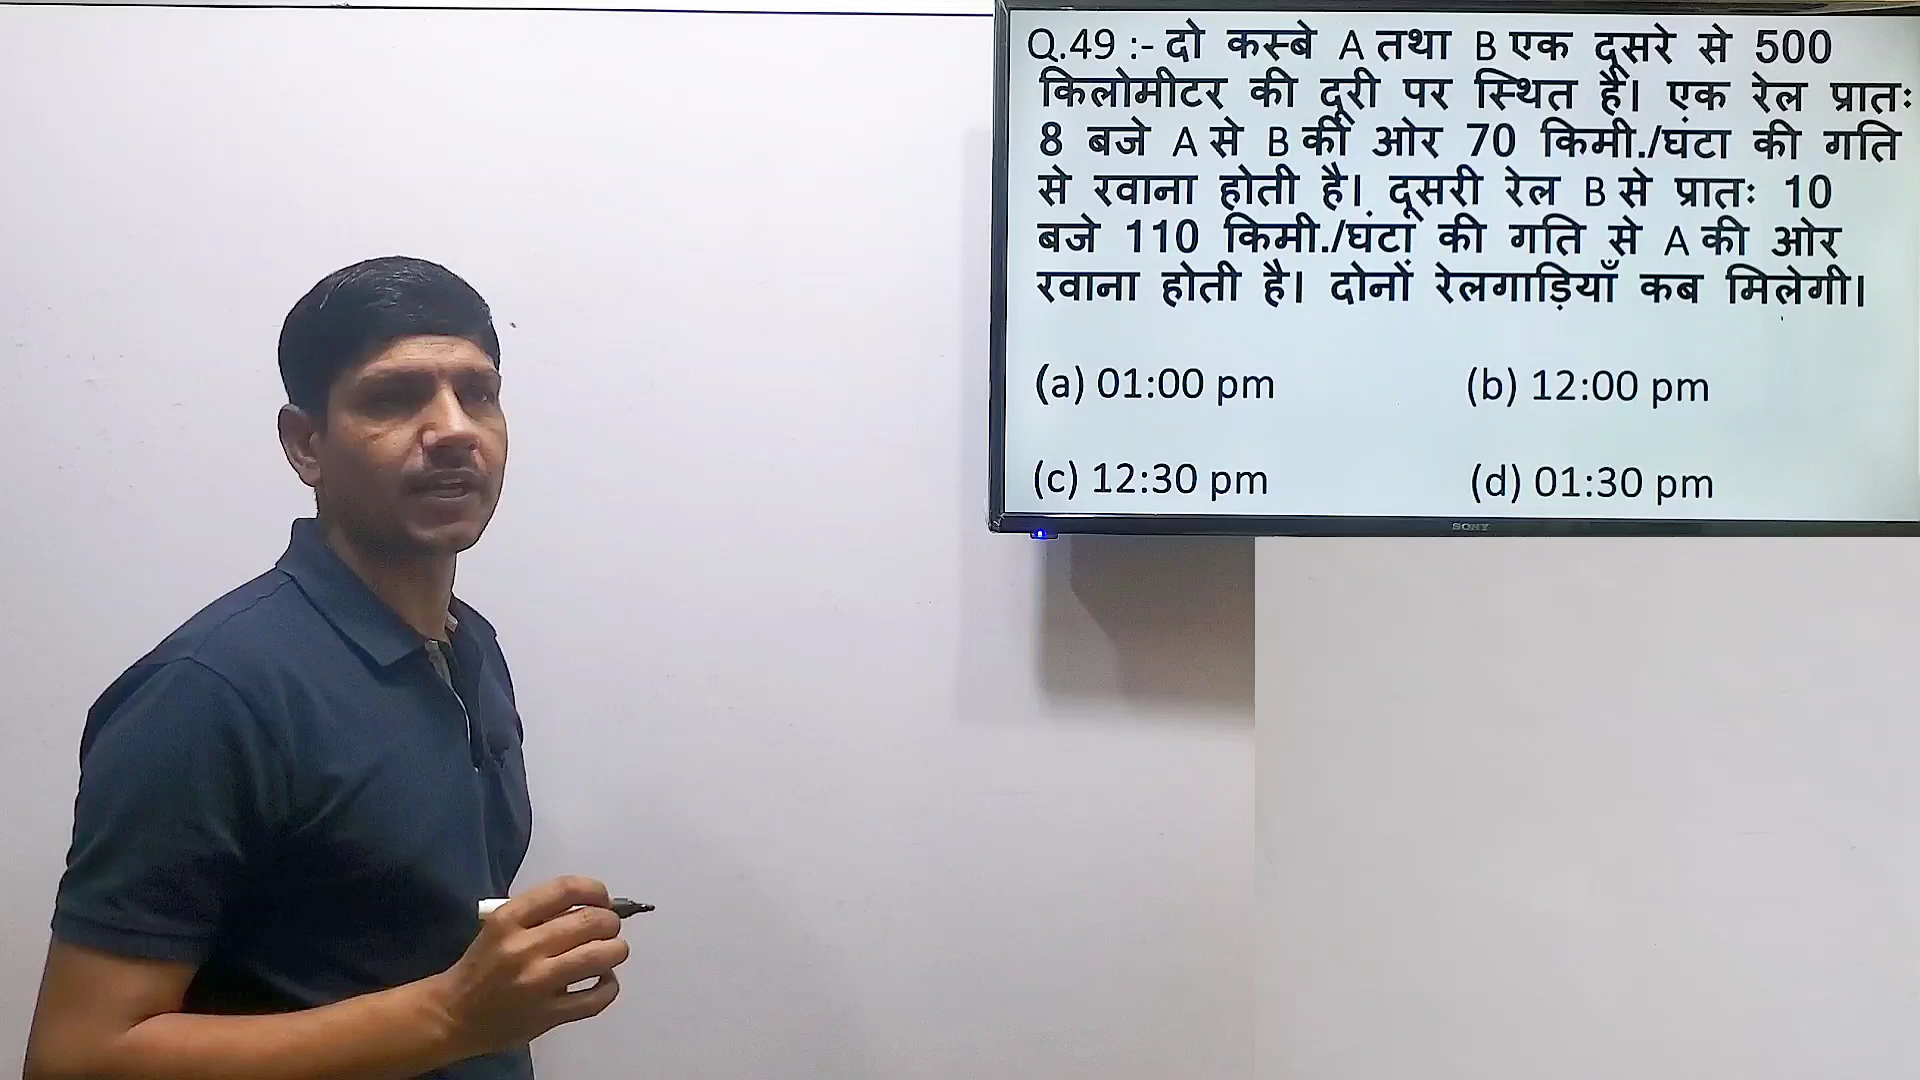 Q.49 :- दो कस्बे A तथा B एक दूसरे से 500
किलोमीटर की दूरी पर स्थित हैं। एक रेल प्रातः
8 बजे A से B की ओर 70 किमी./घंटा की गति
से रवाना होती है। दूसरी रेल B से प्रातः 10
बजे 110 किमी./घंटा की गति से A की ओर
रवाना होती है। दोनों रेलगाड़ियाँ कब मिलेगी।
(a) 01:00 pm (b) 12:00 pm
(c) 12:30 pm (d) 01:30 pm
SONY